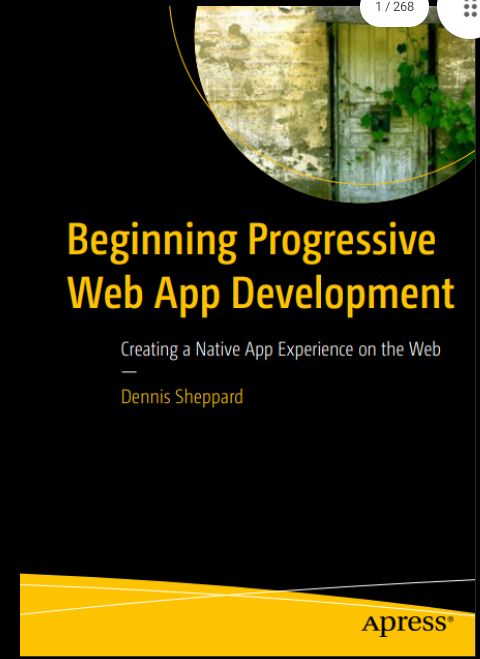 1 / 268
Beginning Progressive
Web App Development
Creating a Native App Experience on the Web
—
Dennis Sheppard
Apress®